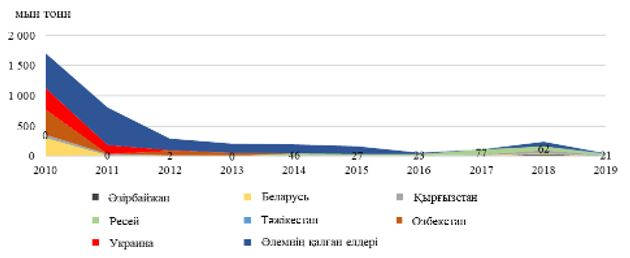 мың тонн
2 000
1 500
1 000
500
0
0 0 2 0 46 27 23 77 62 21
2010 2011 2012 2013 2014 2015 2016 2017 2018 2019
Әзірбайжан Беларусь Қырғызстан
Ресей Тәжікестан Өзбекстан
Украина Әлемнің қалған елдері